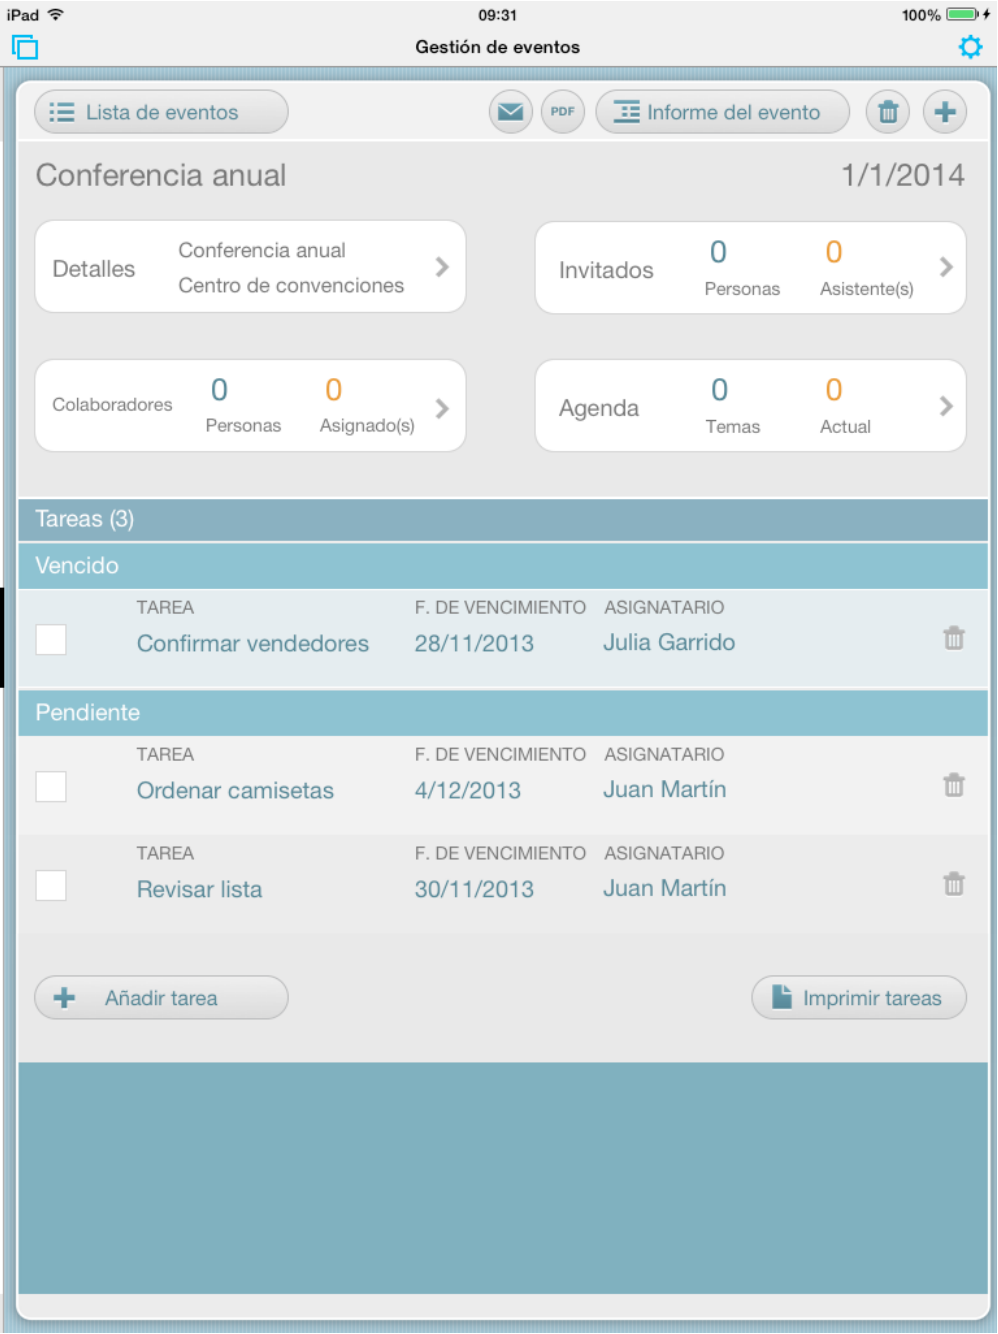 iPad 09:31 100%
Gestión de eventos
Lista de eventos PDF Informe del evento
Conferencia anual 1/1/2014
Detalles
Conferencia anual
Centro de convenciones
Invitados
0 0
Personas Asistente(s)
Colaboradores
0 0
Personas Asignado(s)
Agenda
0 0
Temas Actual
Tareas (3)
Vencido
TAREA F. DE VENCIMIENTO ASIGNATARIO
Confirmar vendedores 28/11/2013 Julia Garrido
Pendiente
TAREA F. DE VENCIMIENTO ASIGNATARIO
Ordenar camisetas 4/12/2013 Juan Martín
TAREA F. DE VENCIMIENTO ASIGNATARIO
Revisar lista 30/11/2013 Juan Martín
Añadir tarea Imprimir tareas